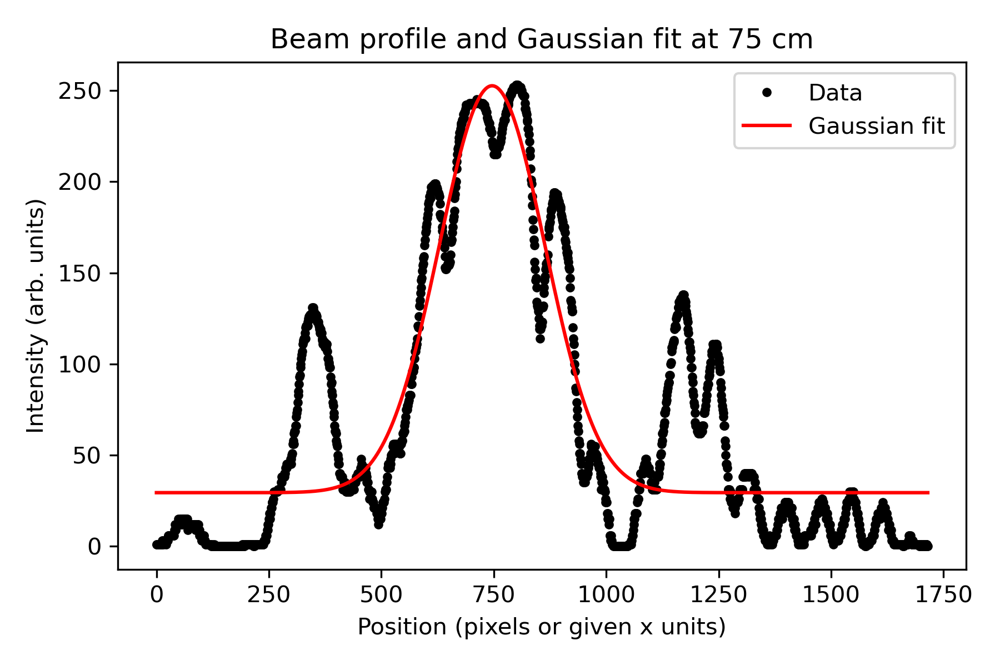 Beam profile and Gaussian fit at 75 cm
Data
Gaussian fit
Intensity (arb. units)
250
200
150
100
50
0
0 250 500 750 1000 1250 1500 1750
Position (pixels or given x units)